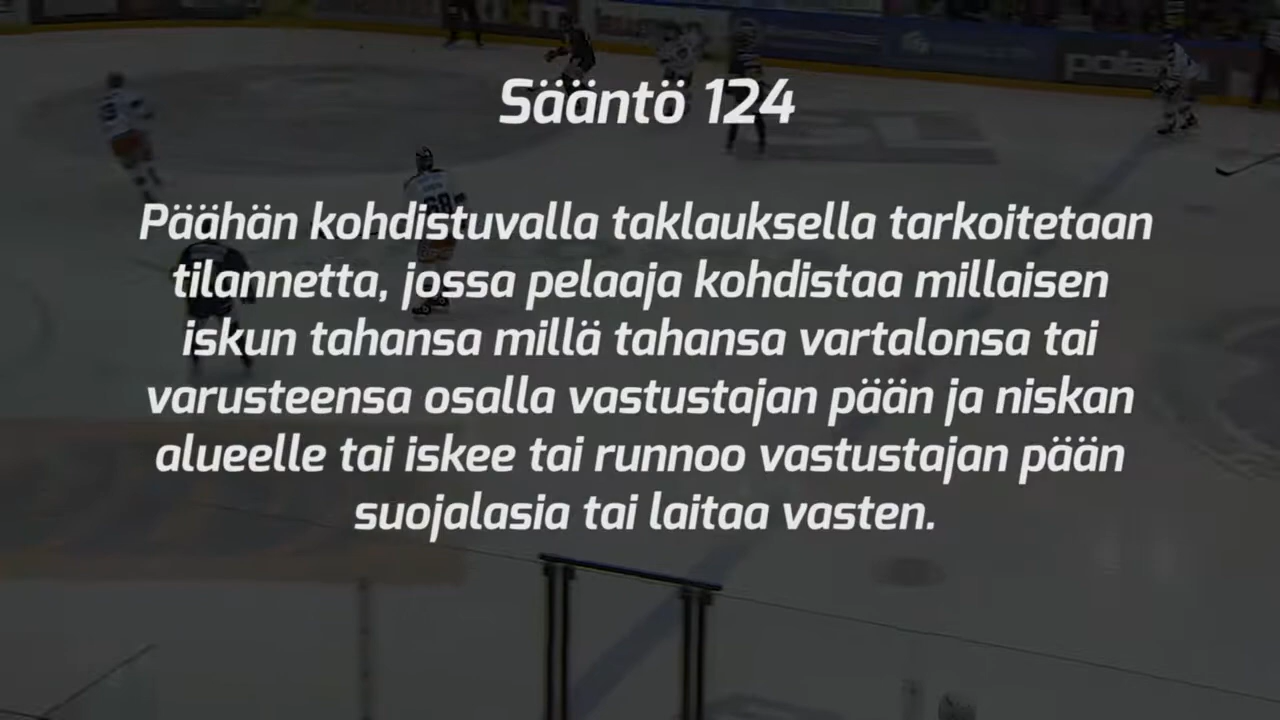 Sääntö 124
Päähän kohdistuvalla taklauksella tarkoitetaan
tilannetta, jossa pelaaja kohdistaa millaisen
iskun tahansa millä tahansa vartalonsa tai
varusteensa osalla vastustajan pään ja niskan
alueelle tai iskee tai runnoo vastustajan pään
suojalasia tai laitaa vasten.